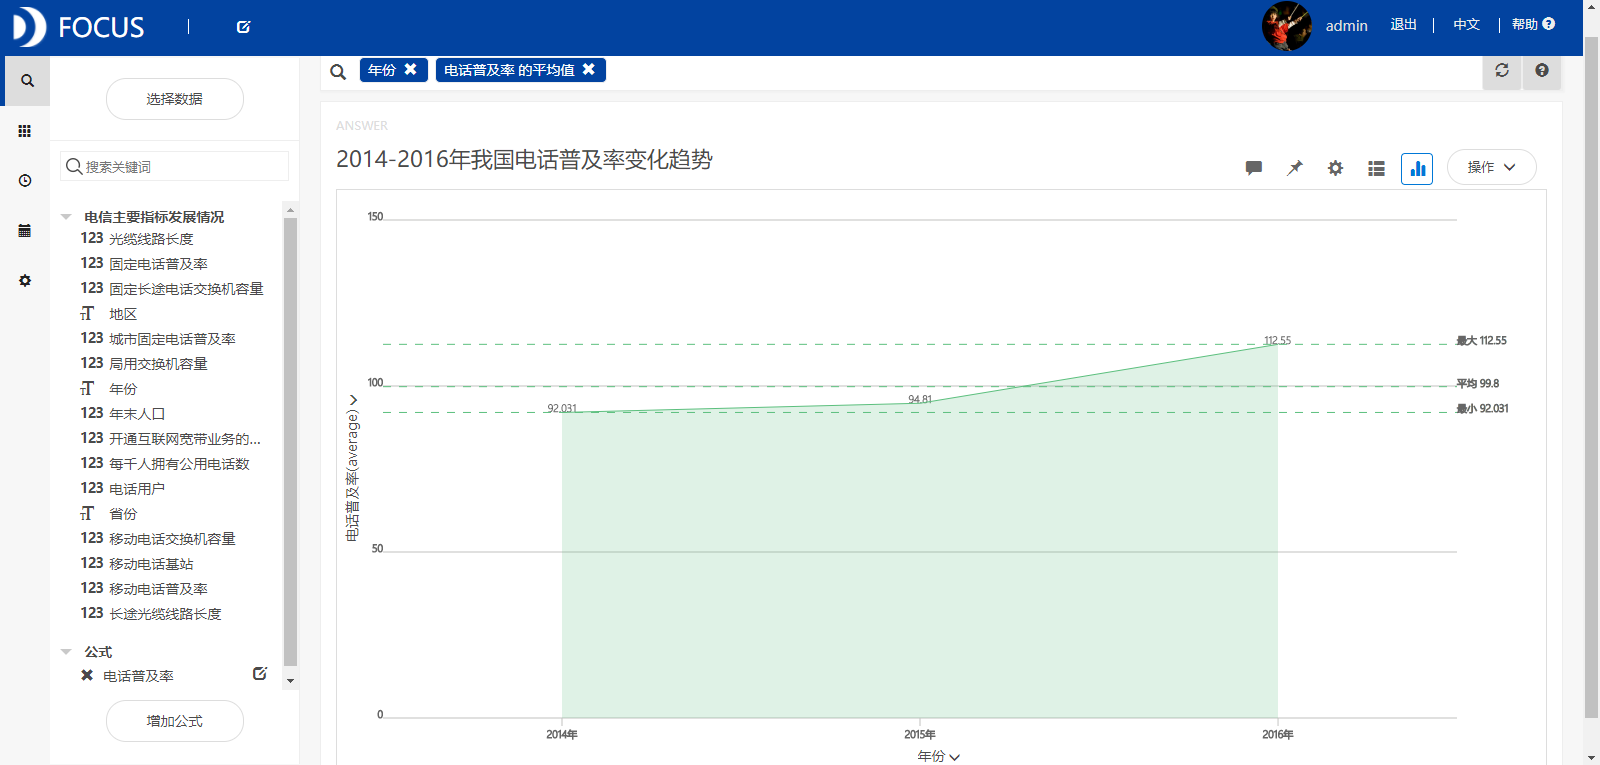 FOCUS
admin
退出
中文
帮助
年份
电话普及率 的平均值
选择数据
搜索关键词
电信主要指标发展情况
123 光缆线路长度
123 固定电话普及率
123 固定长途电话交换机容量
TT 地区
123 城市固定电话普及率
123 局用交换机容量
TT 年份
123 年末人口
123 开通互联网宽带业务的...
123 每千人拥有公用电话数
123 电话用户
TT 省份
123 移动电话交换机容量
123 移动电话基站
123 移动电话普及率
123 长途光缆线路长度
公式
电话普及率
增加公式
ANSWER
2014-2016年我国电话普及率变化趋势
操作
150
100
50
0
电话普及率(average)
92.031
94.81
112.55
最大 112.55
平均 99.8
最小 92.031
2014年
2015年
2016年
年份